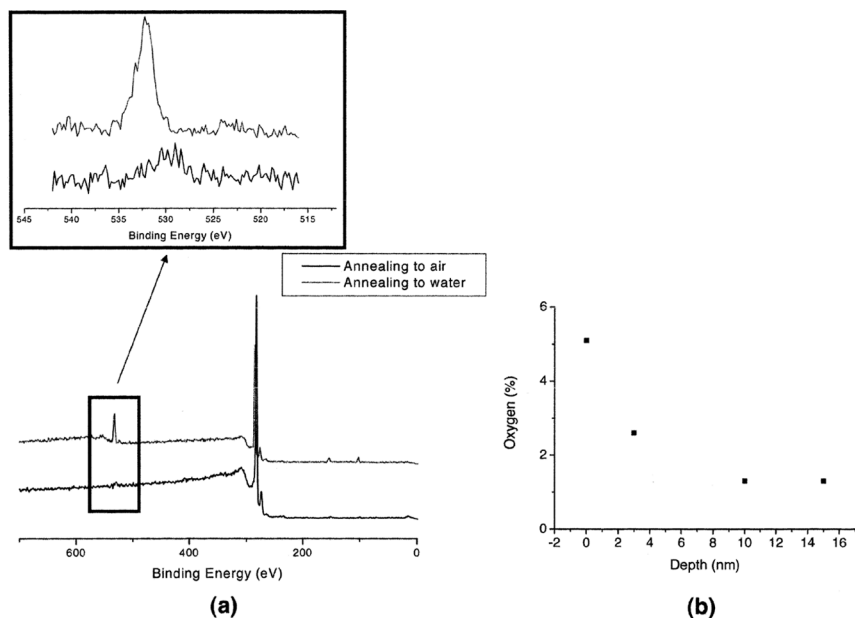 545 540 535 530 525 520 515
Binding Energy (eV)
Annealing to air
Annealing to water
600 400 200 0
Binding Energy (eV)
(a)
6
4
2
0
Oxygen (%)
-2 0 2 4 6 8 10 12 14 16
Depth (nm)
(b)